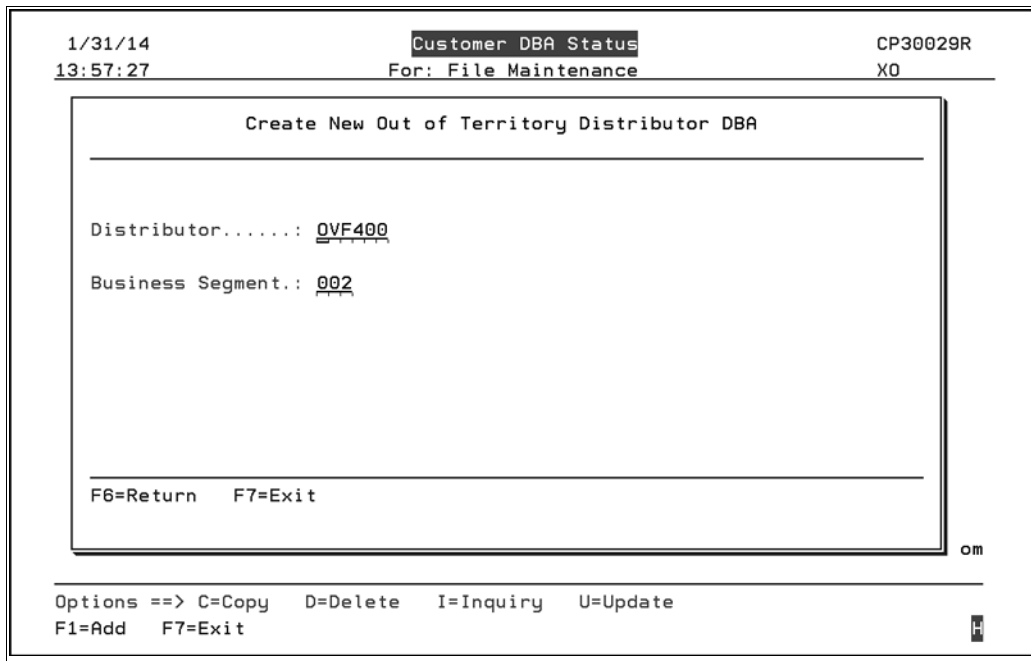 1/31/14 Customer DBA Status CP30029R
13:57:27 For: File Maintenance XO
Create New Out of Territory Distributor DBA
Distributor......: OVF400
Business Segment.: 002
F6=Return F7=Exit
om
Options ==> C=Copy D=Delete I=Inquiry U=Update
F1=Add F7=Exit H